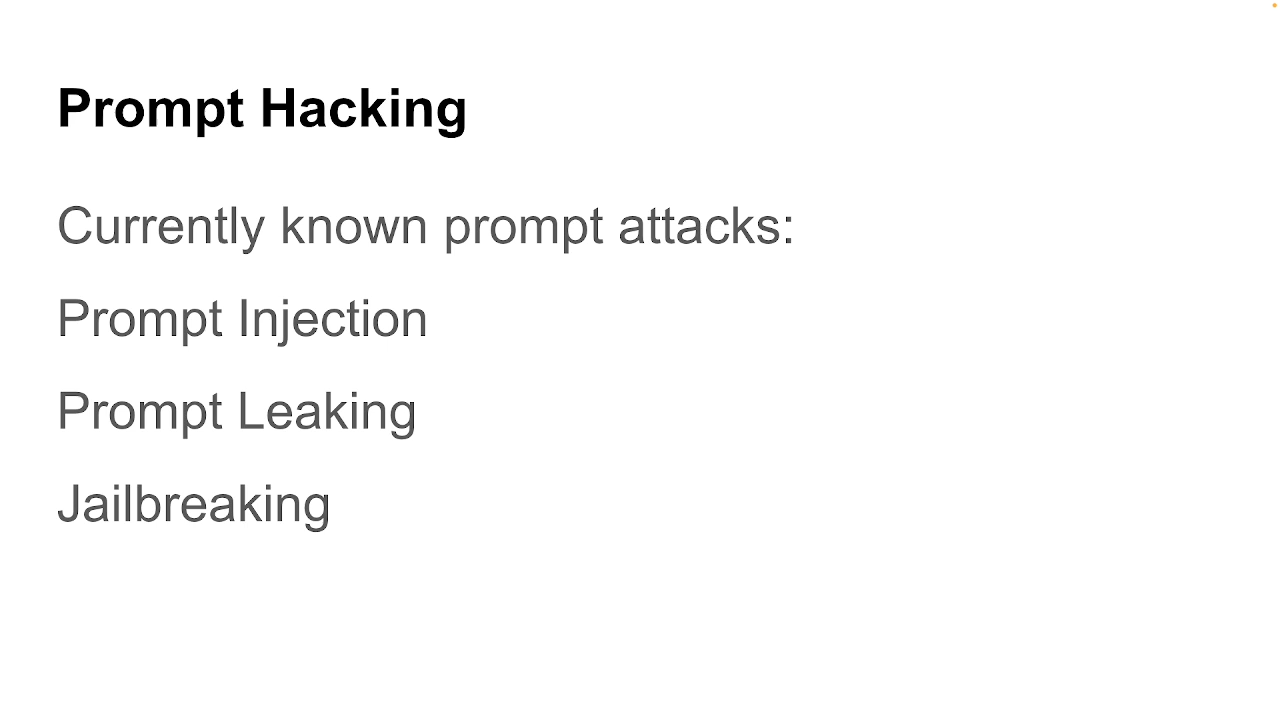 Prompt Hacking
Currently known prompt attacks:
Prompt Injection
Prompt Leaking
Jailbreaking